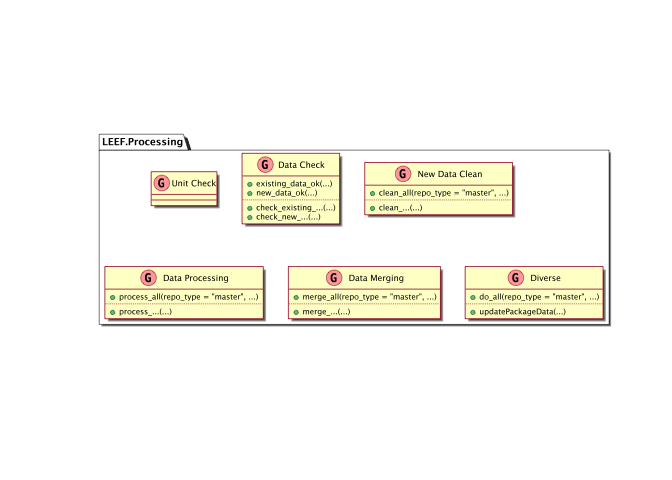 LEEF.Processing
G Unit Check
G Data Check
existing_data_ok(...)
new_data_ok(...)
check_existing_...(...)
check_new_...(...)
G New Data Clean
clean_all(repo_type = "master", ...)
clean_...(...)
G Data Processing
process_all(repo_type = "master", ...)
process_...(...)
G Data Merging
merge_all(repo_type = "master", ...)
merge_...(...)
G Diverse
do_all(repo_type = "master", ...)
updatePackageData(...)